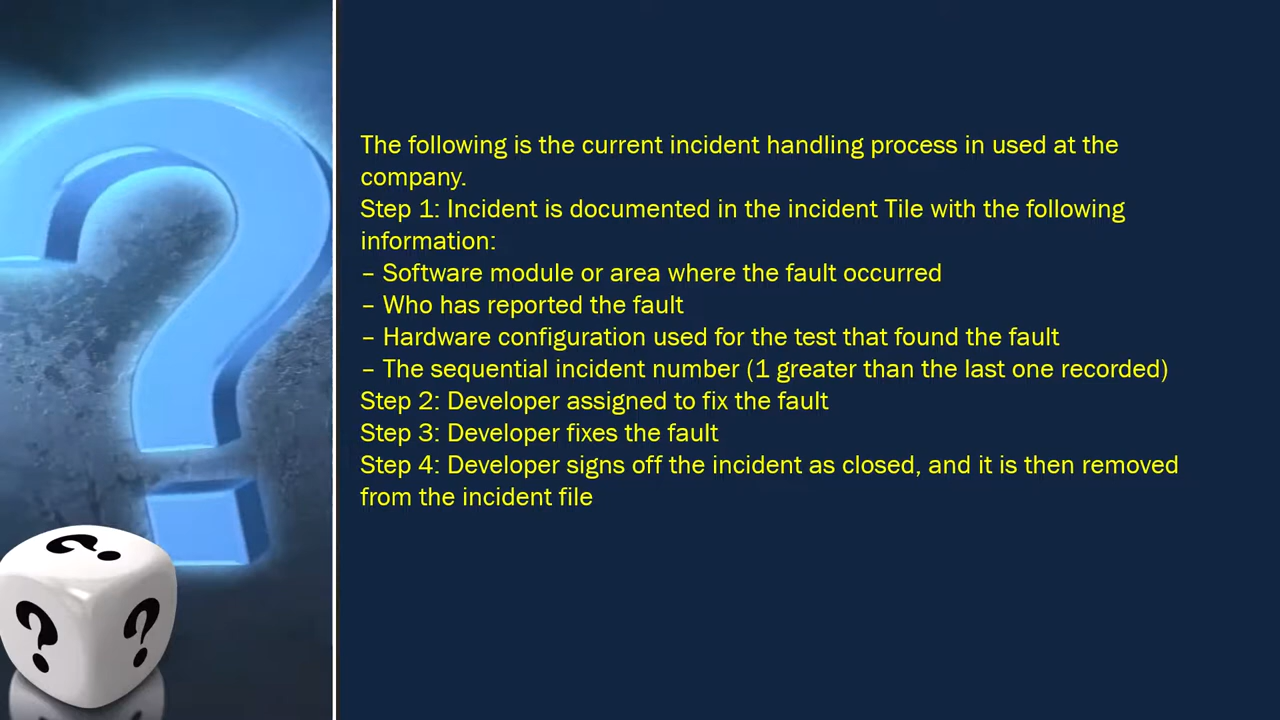 The following is the current incident handling process in used at the
company.
Step 1: Incident is documented in the incident Tile with the following
information:
– Software module or area where the fault occurred
– Who has reported the fault
– Hardware configuration used for the test that found the fault
– The sequential incident number (1 greater than the last one recorded)
Step 2: Developer assigned to fix the fault
Step 3: Developer fixes the fault
Step 4: Developer signs off the incident as closed, and it is then removed
from the incident file